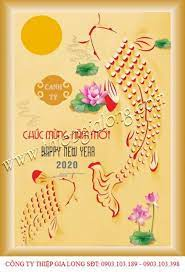 CANH
TÝ
CHÚC MỪNG NĂM MỚI
HAPPY NEW YEAR
2020
CÔNG TY THIỆP GIA LONG SĐT: 0903.103.189 - 0903.103.398